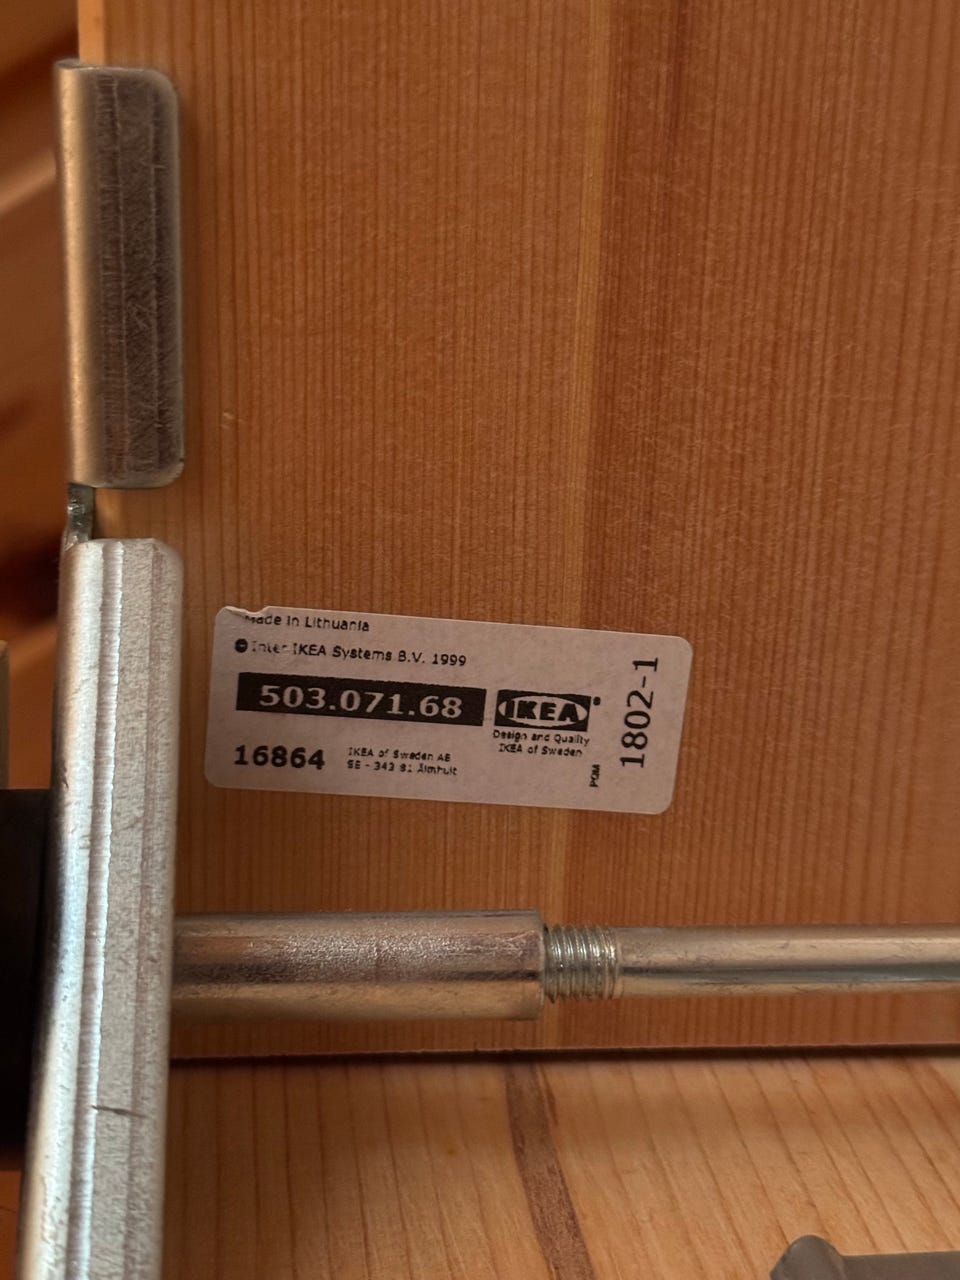 Made in Lithuania
© Inter IKEA Systems B.V. 1999
503.071.68
IKEA®
Design and Quality
IKEA of Sweden
16864
IKEA of Sweden AB
SE - 343 81 Älmhult
PGM
1802-1